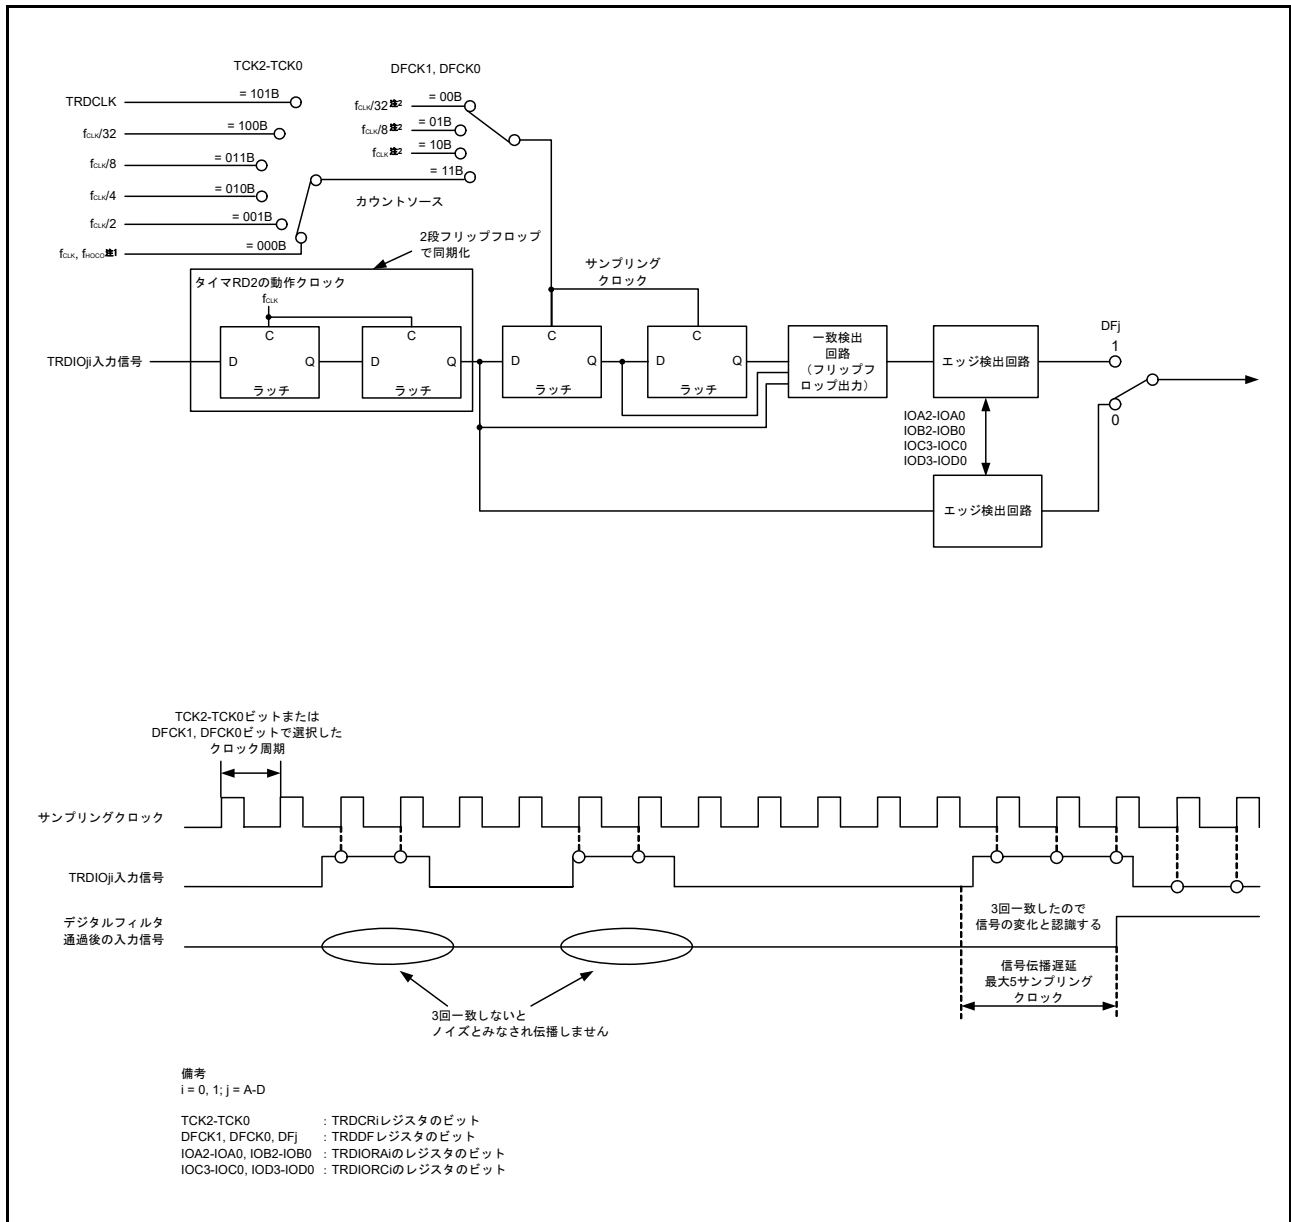 TCK2-TCK0
DFCK1, DFCK0
TRDCLK
= 101B
fCLK/32
= 100B
fCLK/8
= 011B
fCLK/4
= 010B
fCLK/2
= 001B
fCLK, fHOCO注1
= 000B
fCLK/32注2
= 00B
fCLK/8注2
= 01B
fCLK注2
= 10B
= 11B
カウントソース
2段フリップフロップ
で同期化
サンプリング
クロック
タイマRD2の動作クロック
fCLK
TRDIOji入力信号
C
D
Q
ラッチ
C
D
Q
ラッチ
C
D
Q
ラッチ
C
D
Q
ラッチ
一致検出
回路
(フリップフ
ロップ出力)
エッジ検出回路
DFj
1
0
IOA2-IOA0
IOB2-IOB0
IOC3-IOC0
IOD3-IOD0
エッジ検出回路
TCK2-TCK0ビットまたは
DFCK1, DFCK0ビットで選択した
クロック周期
サンプリングクロック
TRDIOji入力信号
デジタルフィルタ
通過後の入力信号
3回一致したので
信号の変化と認識する
信号伝播遅延
最大5サンプリング
クロック
3回一致しないと
ノイズとみなされ伝播しません
備考
i = 0, 1; j = A-D
TCK2-TCK0 : TRDCRiレジスタのビット
DFCK1, DFCK0, DFj : TRDDFレジスタのビット
IOA2-IOA0, IOB2-IOB0 : TRDIORAiのレジスタのビット
IOC3-IOC0, IOD3-IOD0 : TRDIORCiのレジスタのビット